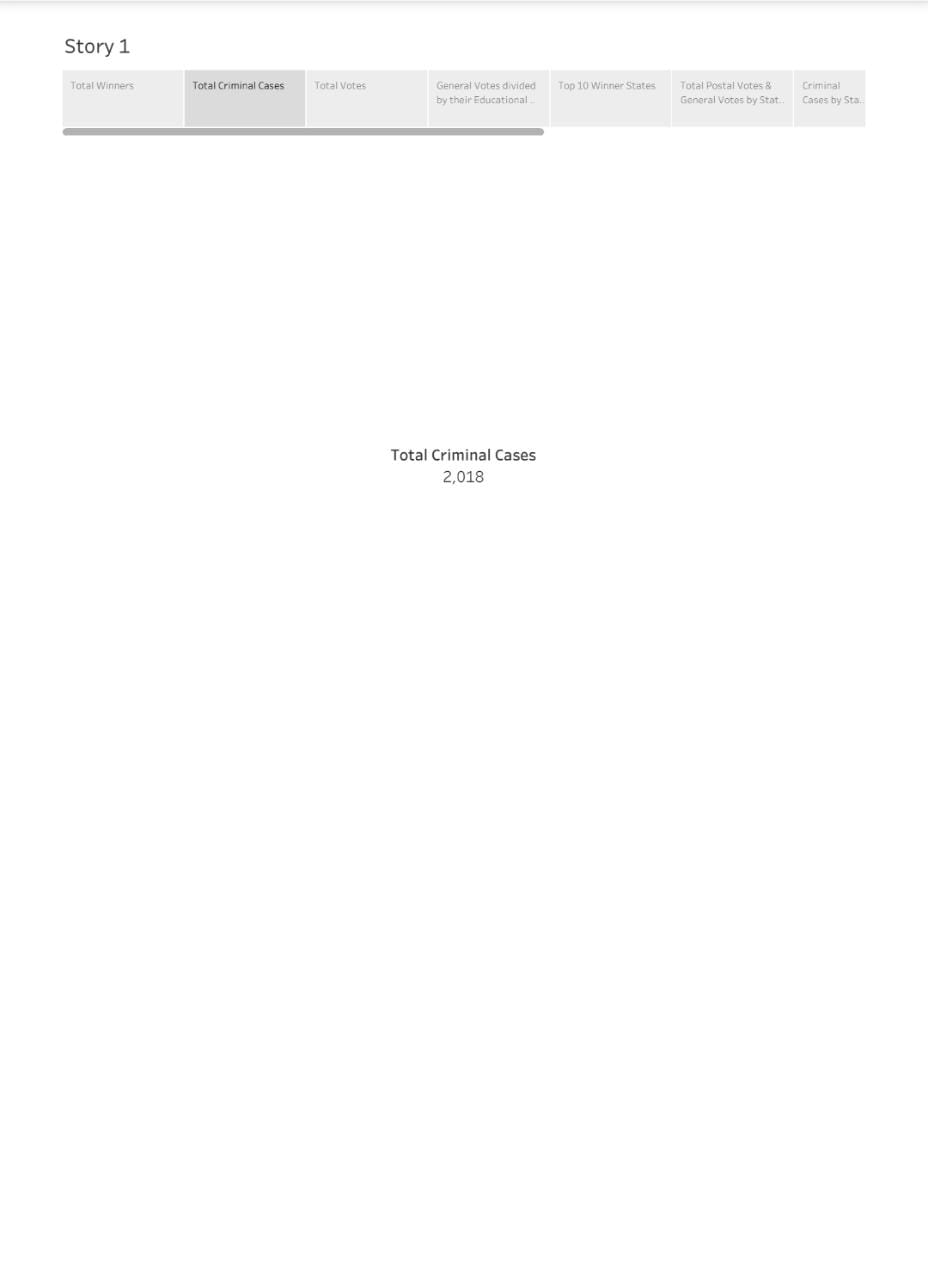 Story 1
Total Winners
Total Criminal Cases
Total Votes
General Votes divided
by their Educational ..
Top 10 Winner States
Total Postal Votes &
General Votes by Stat..
Criminal
Cases by Sta..
Total Criminal Cases
2,018